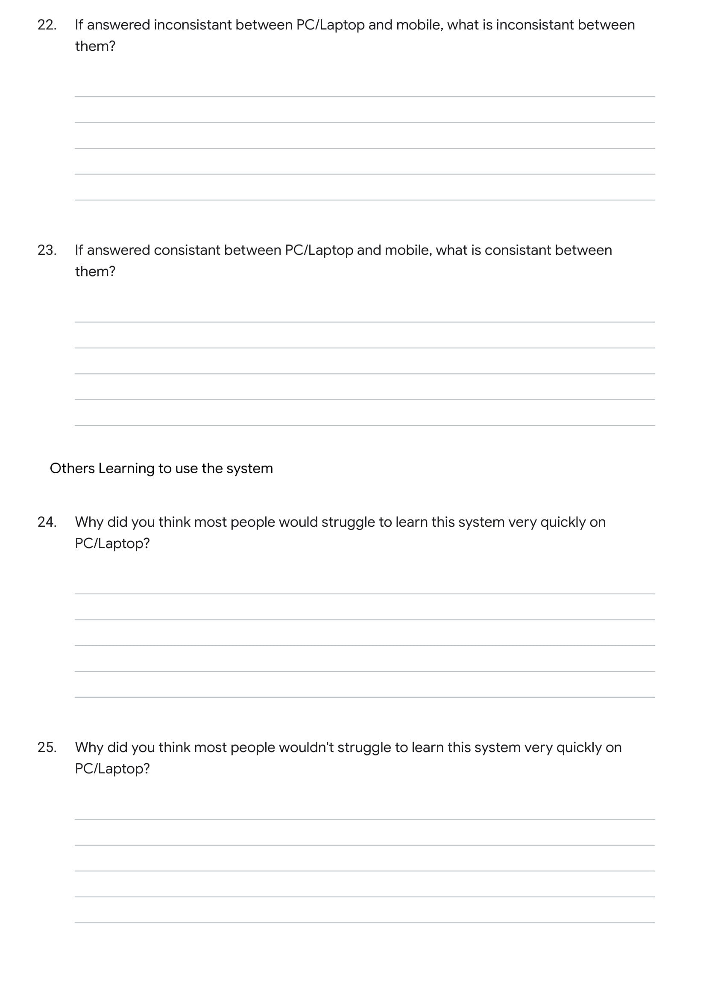 22. If answered inconsistant between PC/Laptop and mobile, what is inconsistant between
them?
23. If answered consistant between PC/Laptop and mobile, what is consistant between
them?
Others Learning to use the system
24. Why did you think most people would struggle to learn this system very quickly on
PC/Laptop?
25. Why did you think most people wouldn't struggle to learn this system very quickly on
PC/Laptop?